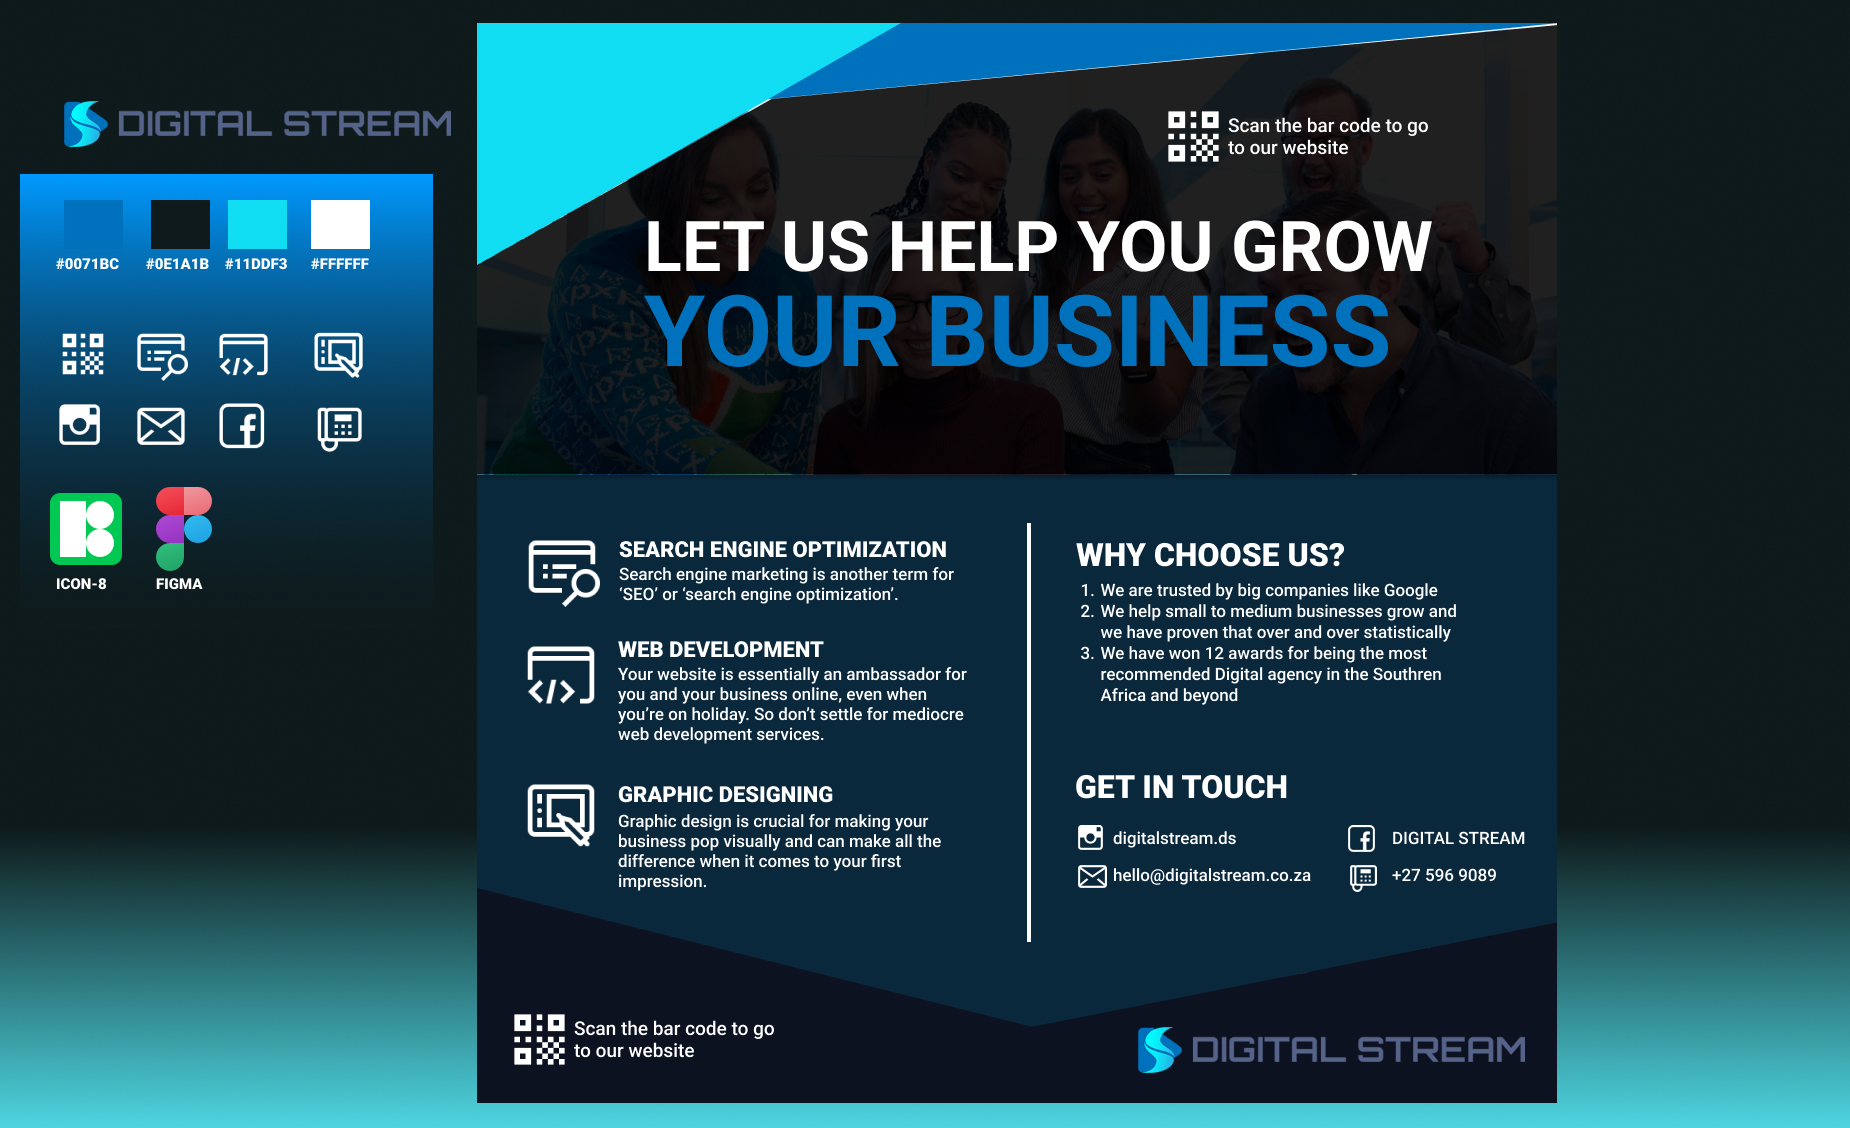 DIGITAL STREAM
#0071BC #0E1A1B #11DDF3 #FFFFFF
ICON-8 FIGMA
Scan the bar code to go
to our website
LET US HELP YOU GROW
YOUR BUSINESS
SEARCH ENGINE OPTIMIZATION
Search engine marketing is another term for
‘SEO’ or ‘search engine optimization’.
WEB DEVELOPMENT
Your website is essentially an ambassador for
you and your business online, even when
you’re on holiday. So don’t settle for mediocre
web development services.
GRAPHIC DESIGNING
Graphic design is crucial for making your
business pop visually and can make all the
difference when it comes to your first
impression.
WHY CHOOSE US?
1. We are trusted by big companies like Google
2. We help small to medium businesses grow and
we have proven that over and over statistically
3. We have won 12 awards for being the most
recommended Digital agency in the Southren
Africa and beyond
GET IN TOUCH
digitalstream.ds DIGITAL STREAM
hello@digitalstream.co.za +27 596 9089
Scan the bar code to go
to our website
DIGITAL STREAM